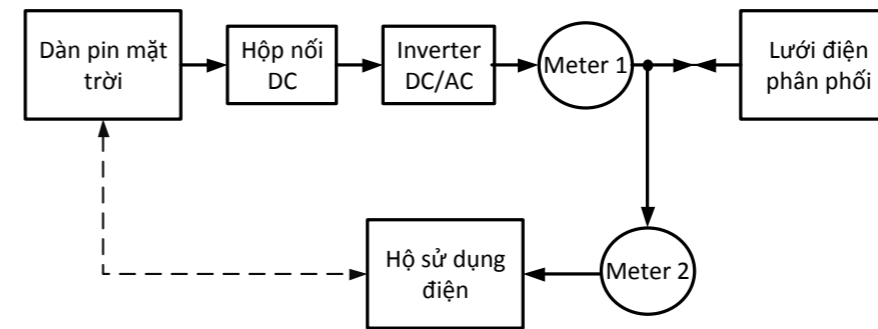 Dàn pin mặt
trời
Hộp nối
DC
Inverter
DC/AC
Meter 1
Lưới điện
phân phối
Hộ sử dụng
điện
Meter 2